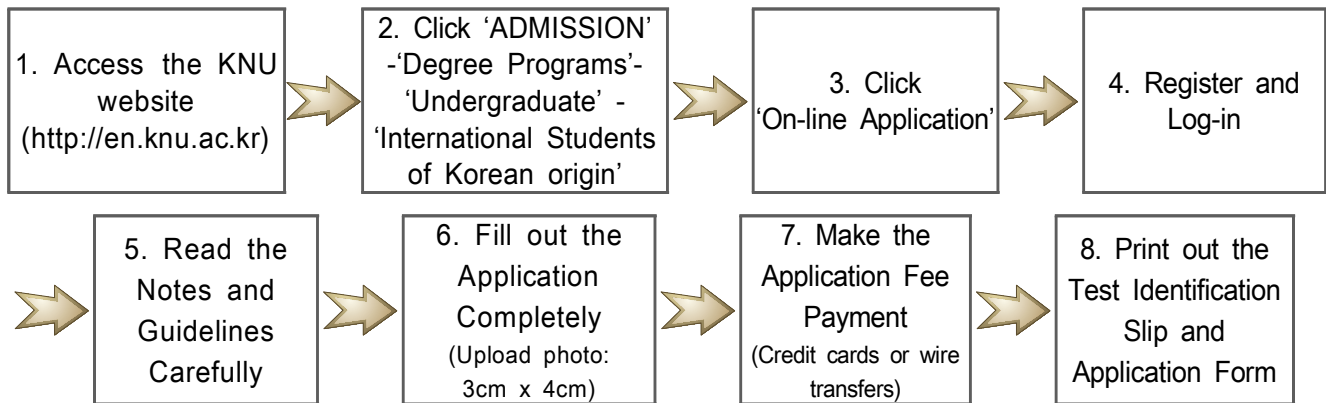 1. Access the KNU
website
(http://en.knu.ac.kr)
2. Click ‘ADMISSION’
-‘Degree Programs’-
‘Undergraduate’ -
‘International Students
of Korean origin’
3. Click
‘On-line Application’
4. Register and
Log-in
5. Read the
Notes and
Guidelines
Carefully
6. Fill out the
Application
Completely
(Upload photo:
3cm x 4cm)
7. Make the
Application Fee
Payment
(Credit cards or wire
transfers)
8. Print out the
Test Identification
Slip and
Application Form